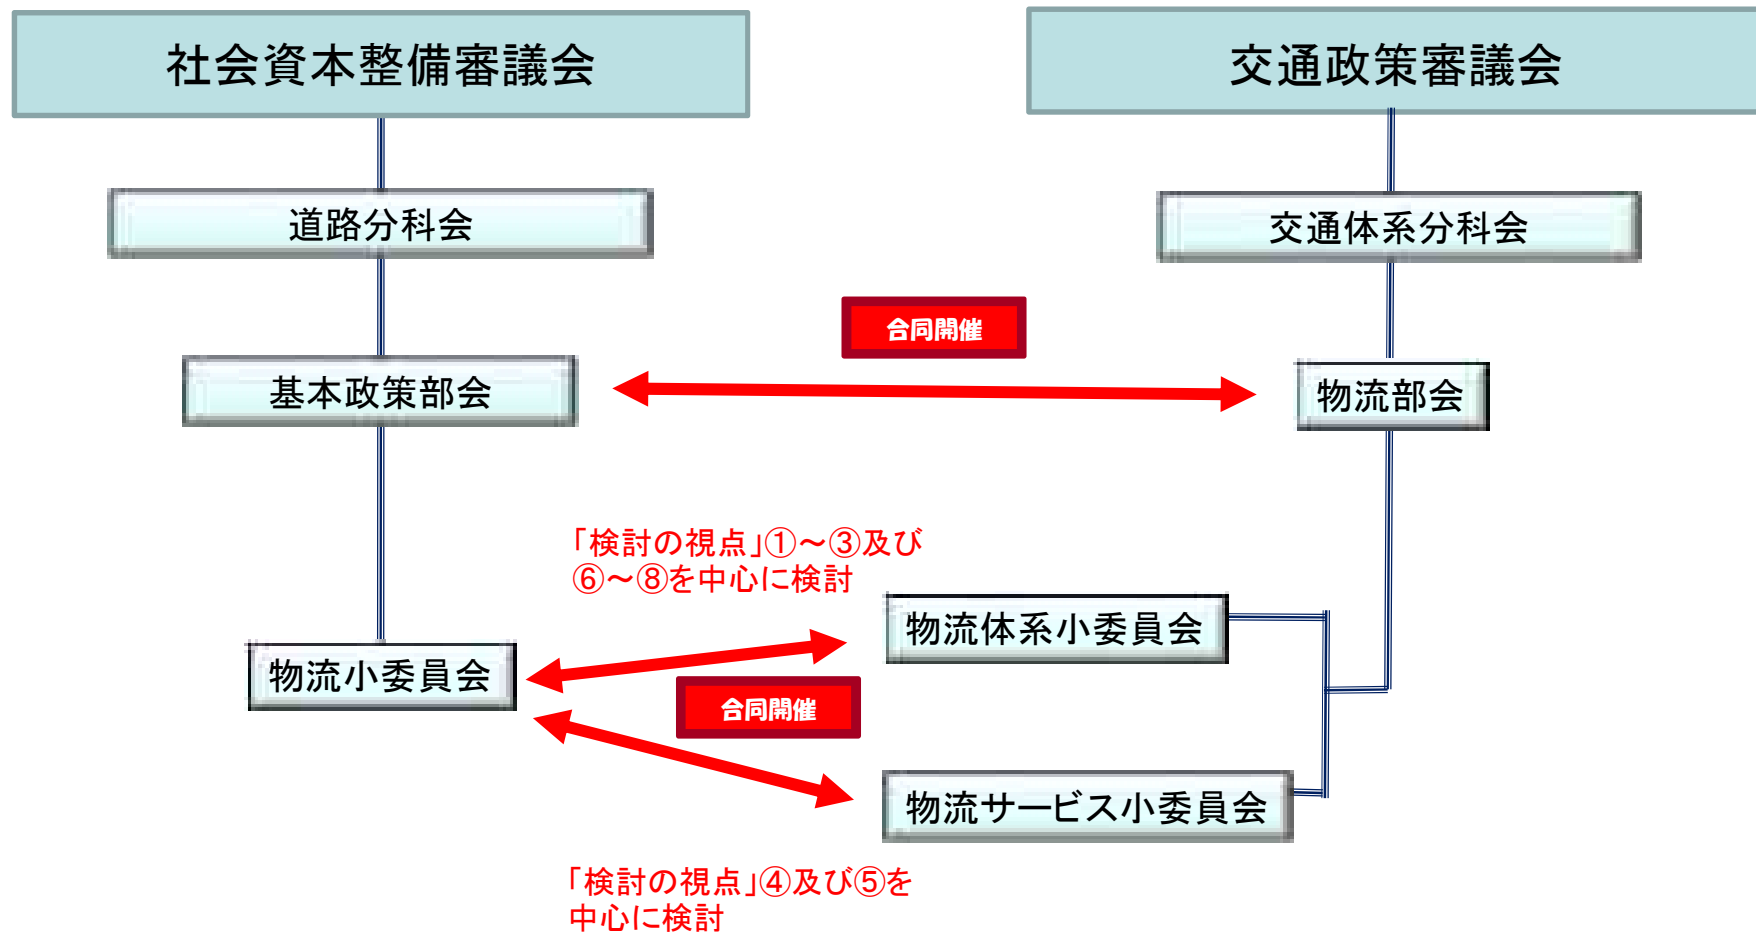 社会資本整備審議会
交通政策審議会
道路分科会
交通体系分科会
合同開催
基本政策部会
物流部会
「検討の視点」①～③及び
⑥～⑧を中心に検討
物流体系小委員会
物流小委員会
合同開催
物流サービス小委員会
「検討の視点」④及び⑤を
中心に検討